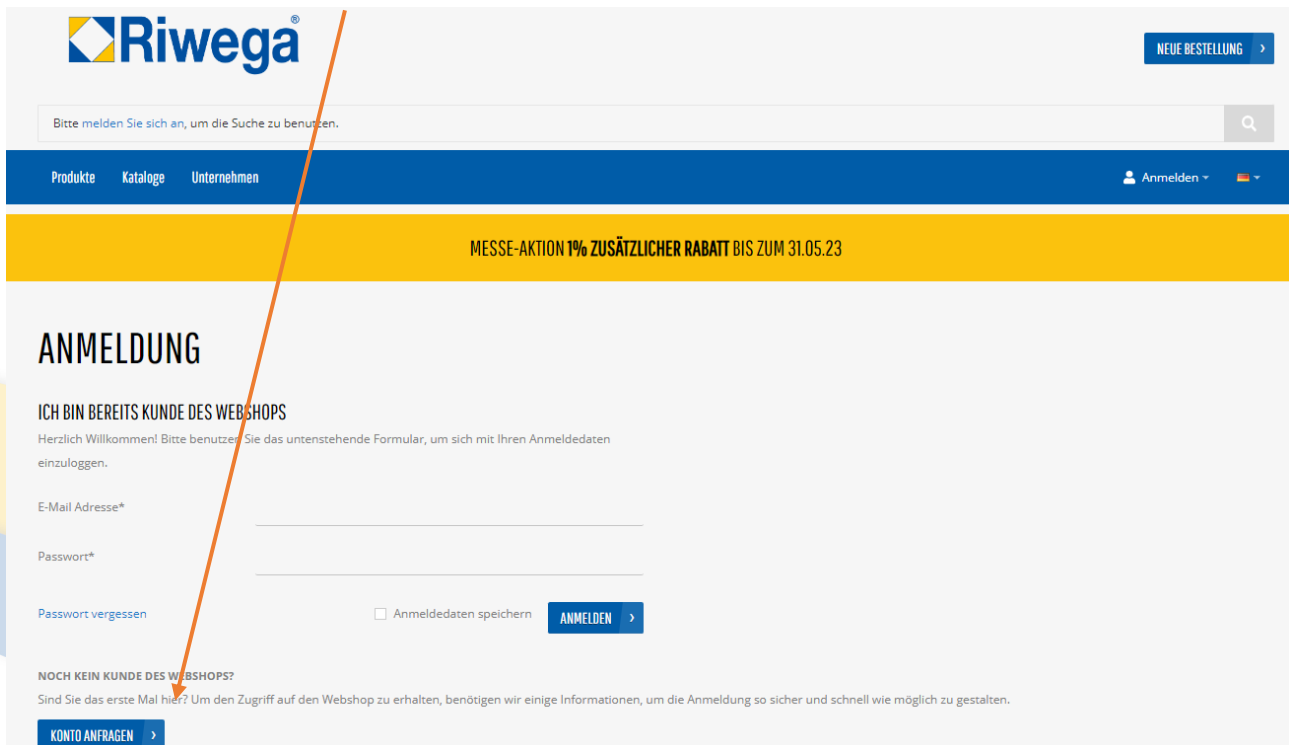 Riwega®
NEUE BESTELLUNG
Bitte melden Sie sich an, um die Suche zu benutzen.
Produkte Kataloge Unternehmen Anmelden
MESSE-AKTION 1% ZUSÄTZLICHER RABATT BIS ZUM 31.05.23
ANMELDUNG
ICH BIN BEREITS KUNDE DES WEBSHOPS
Herzlich Willkommen! Bitte benutzen Sie das untenstehende Formular, um sich mit Ihren Anmeldedaten
einzuloggen.
E-Mail Adresse*
Passwort*
Passwort vergessen Anmeldedaten speichern ANMELDEN
NOCH KEIN KUNDE DES WEBSHOPS?
Sind Sie das erste Mal hier? Um den Zugriff auf den Webshop zu erhalten, benötigen wir einige Informationen, um die Anmeldung so sicher und schnell wie möglich zu gestalten.
KONTO ANFRAGEN